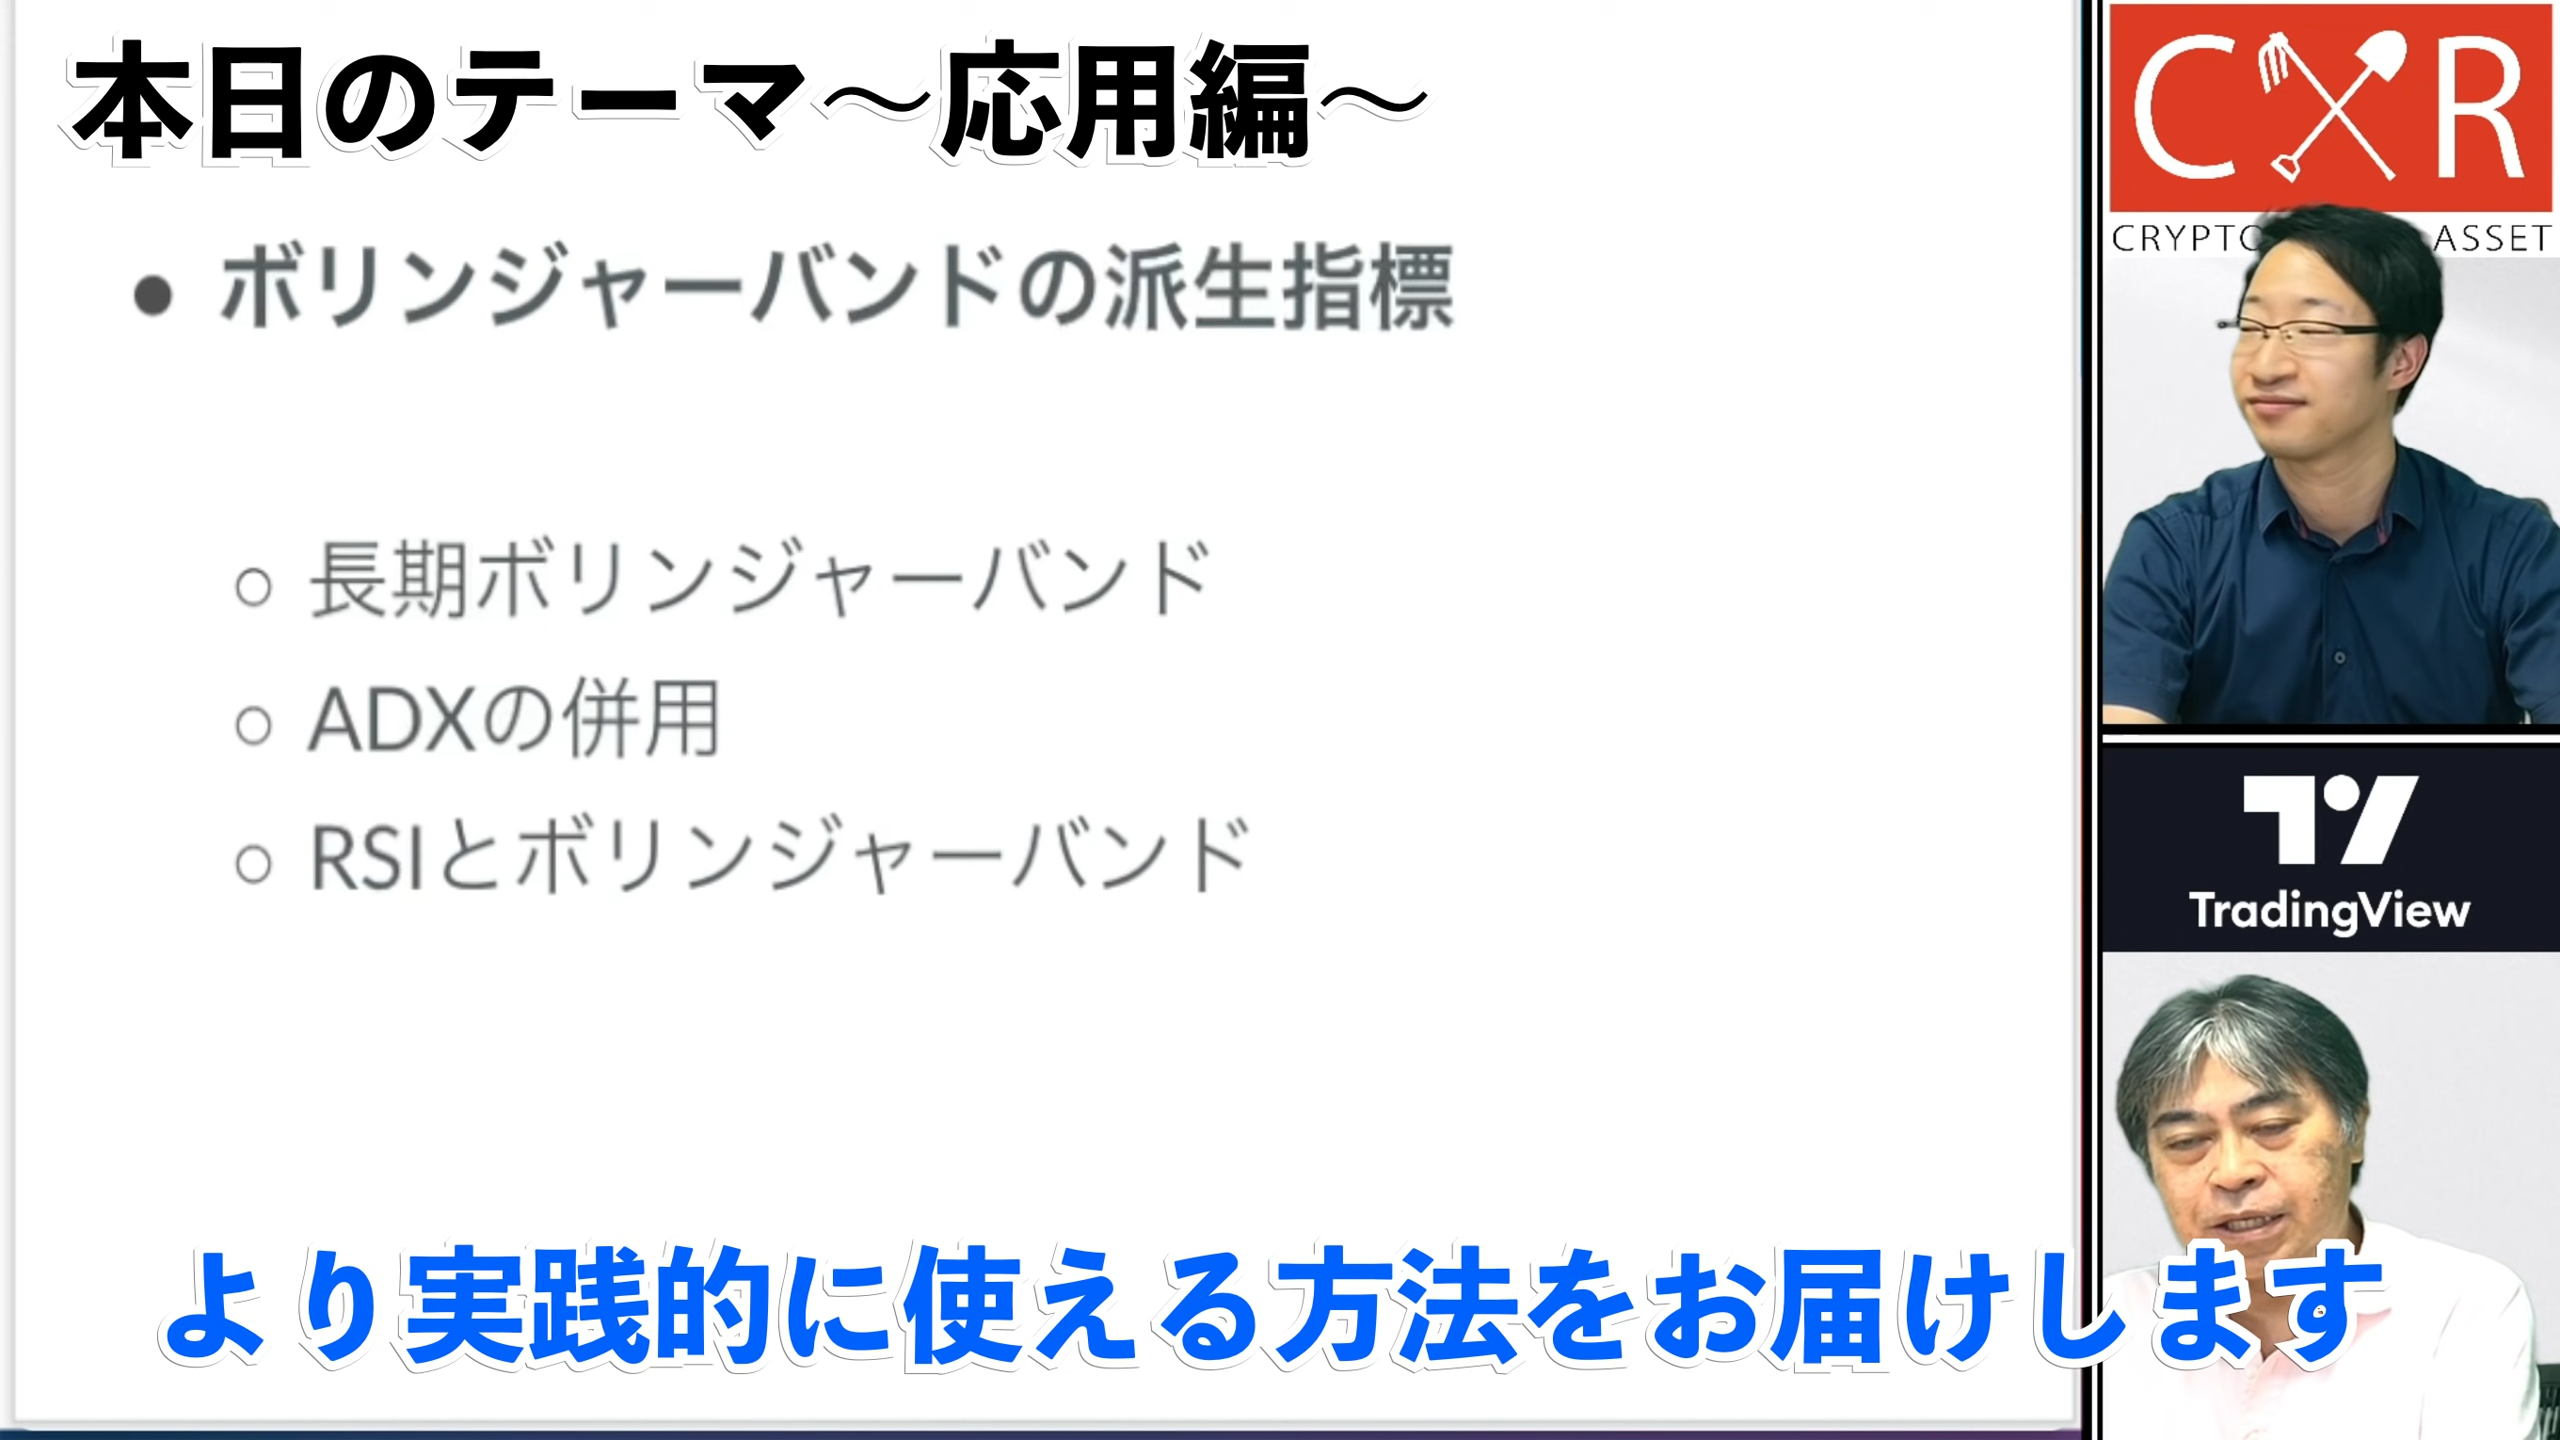 本日のテーマ～応用編～
● ボリンジャーバンドの派生指標
○ 長期ボリンジャーバンド
○ ADXの併用
○ RSIとボリンジャーバンド
より実践的に使える方法をお届けします
C R
CRYPTO ASSET
TradingView